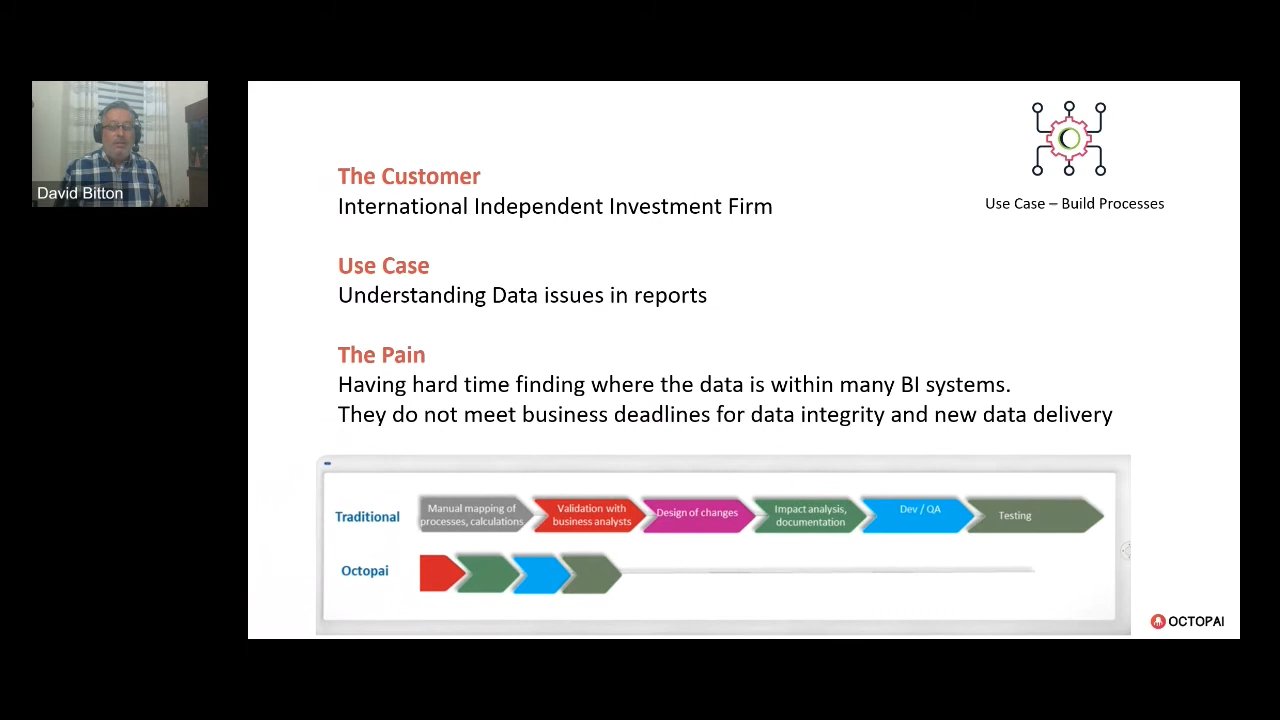 David Bitton
Use Case – Build Processes
The Customer
International Independent Investment Firm
Use Case
Understanding Data issues in reports
The Pain
Having hard time finding where the data is within many BI systems.
They do not meet business deadlines for data integrity and new data delivery
Traditional
Manual mapping of
processes, calculations
Validation with
business analysts
Design of changes
Impact analysis,
documentation
Dev / QA
Testing
Octopai
OCTOPAI